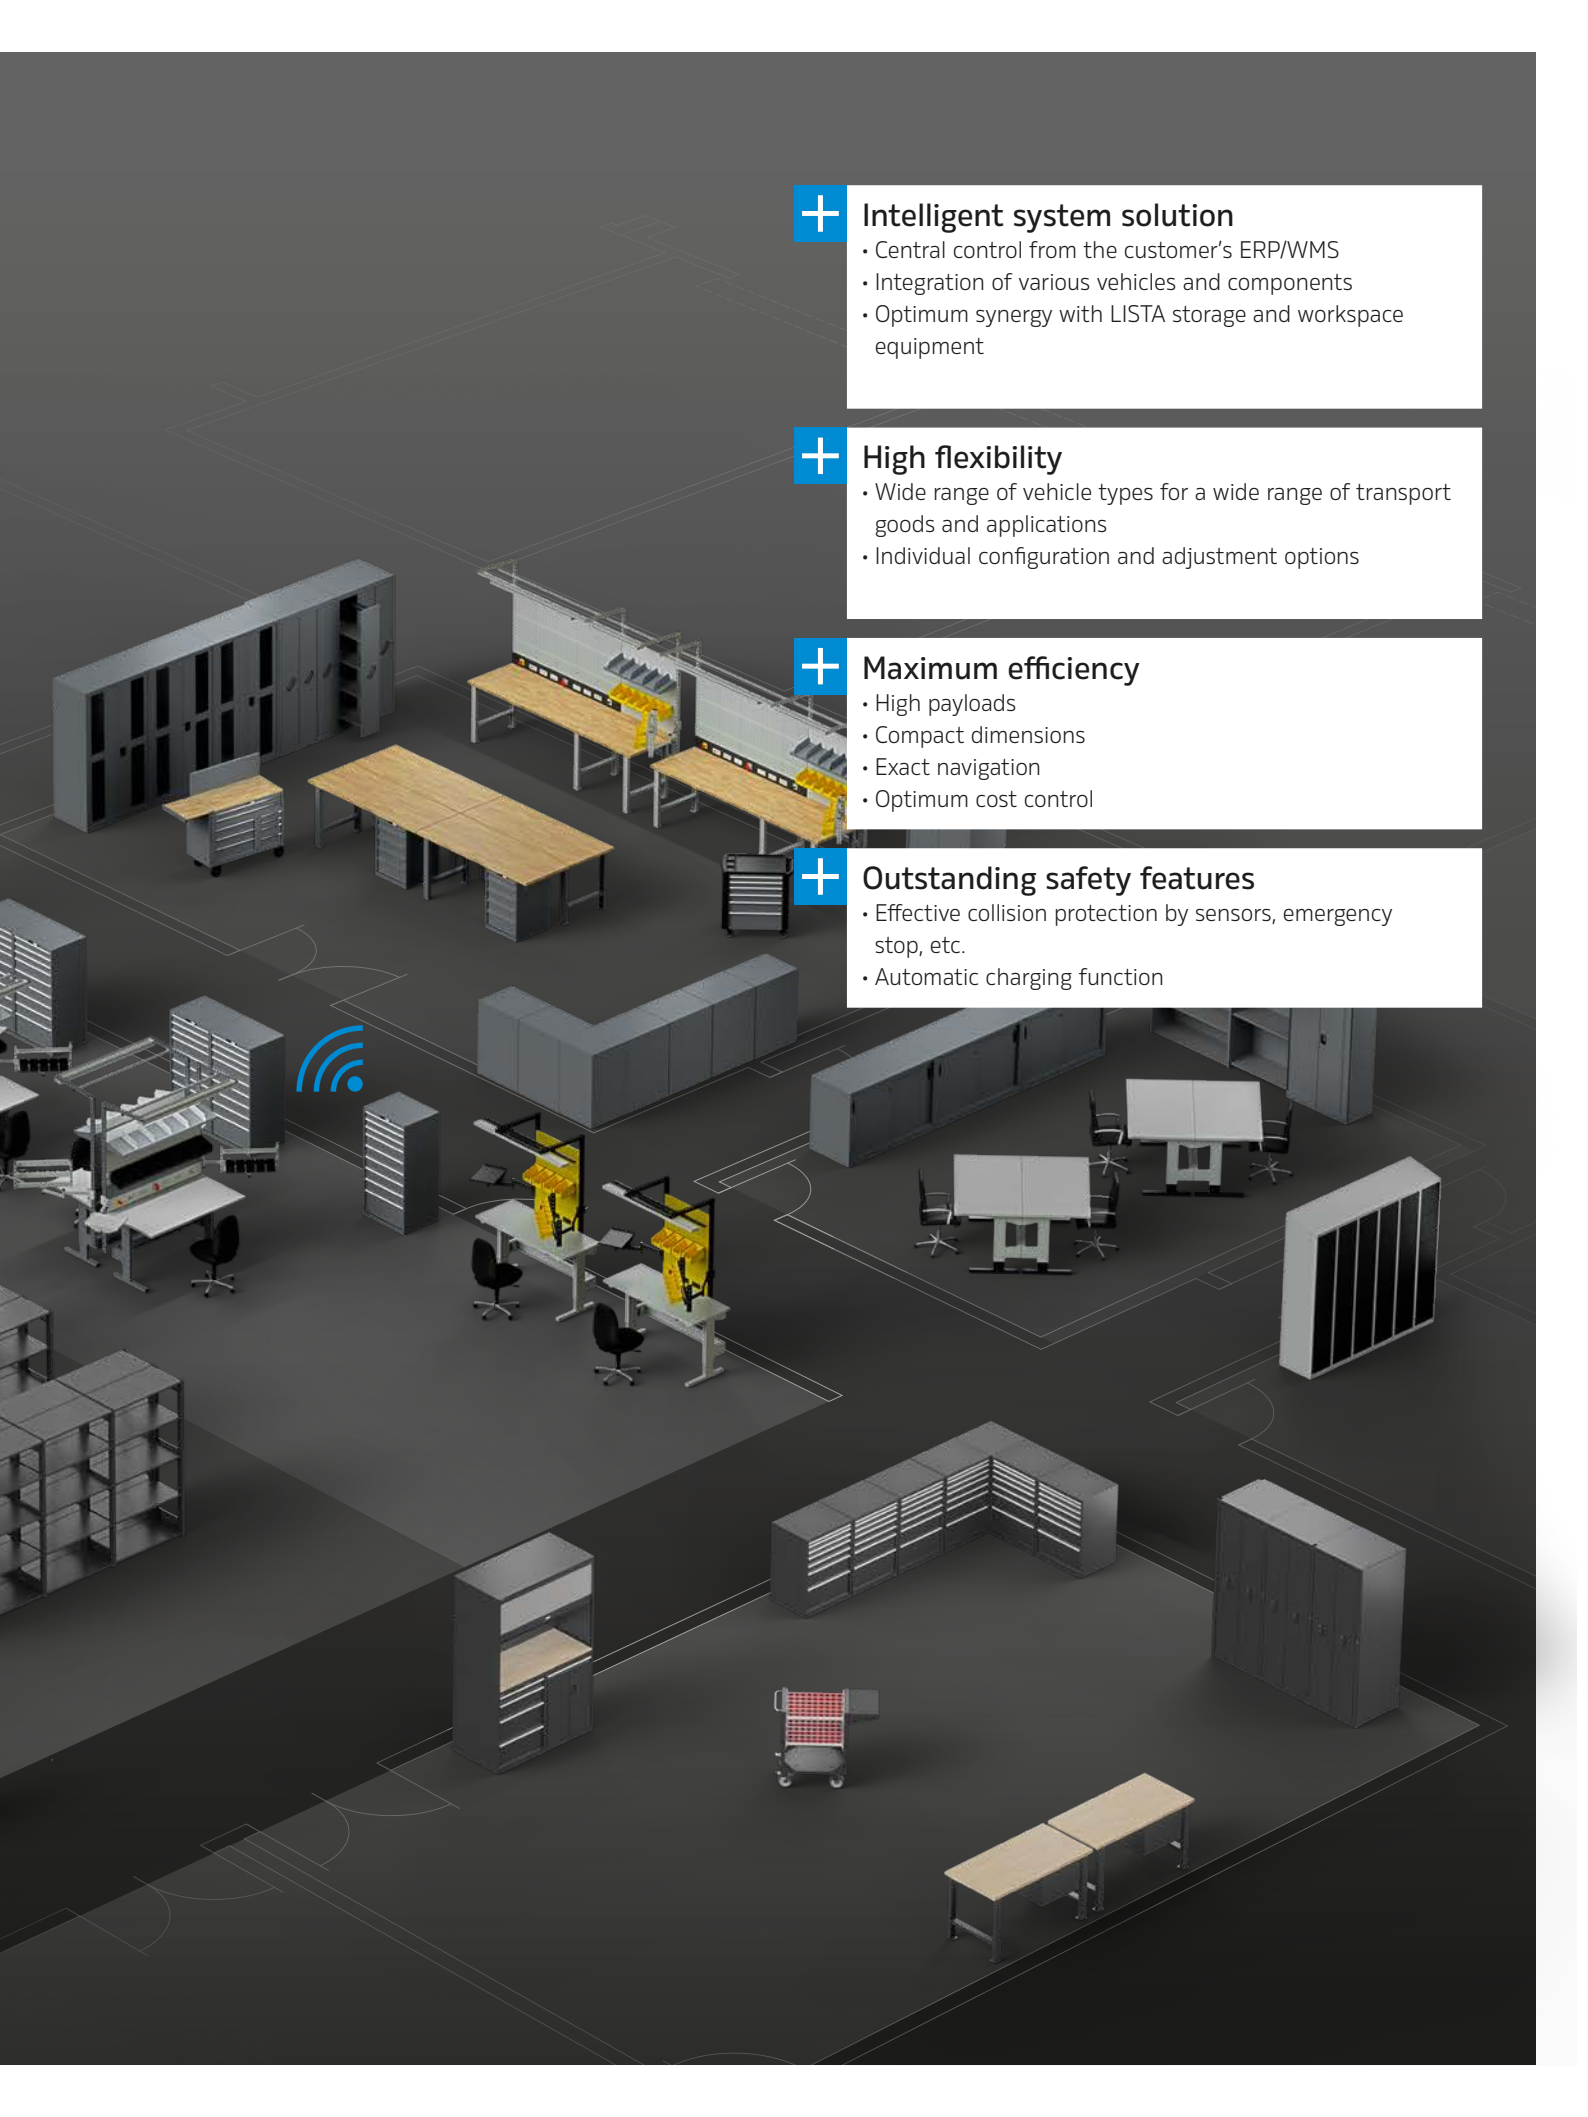 Intelligent system solution
• Central control from the customer's ERP/WMS
• Integration of various vehicles and components
• Optimum synergy with LISTA storage and workspace
equipment
High flexibility
• Wide range of vehicle types for a wide range of transport
goods and applications
• Individual configuration and adjustment options
Maximum efficiency
• High payloads
• Compact dimensions
• Exact navigation
• Optimum cost control
Outstanding safety features
• Effective collision protection by sensors, emergency
stop, etc.
• Automatic charging function